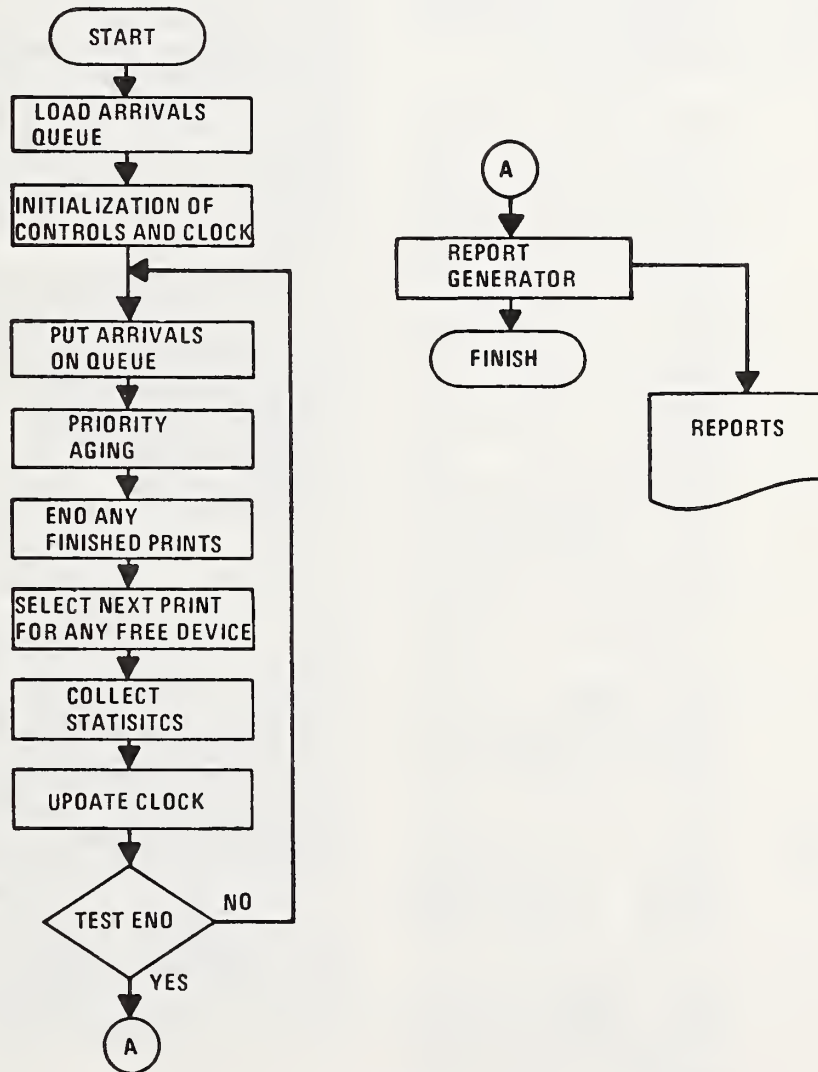 START
LOAD ARRIVALS
QUEUE
INITIALIZATION OF
CONTROLS AND CLOCK
PUT ARRIVALS
ON QUEUE
PRIORITY
AGING
ENO ANY
FINISHED PRINTS
SELECT NEXT PRINT
FOR ANY FREE DEVICE
COLLECT
STATISITCS
UPOATE CLOCK
TEST ENO
NO
YES
A
A
REPORT
GENERATOR
FINISH
REPORTS